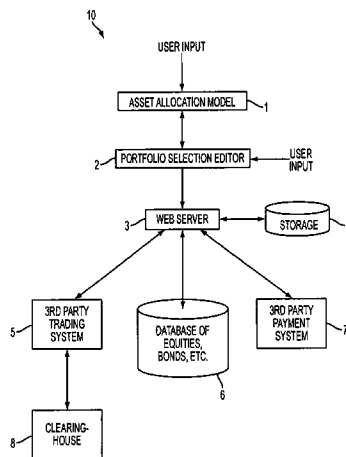 10
USER INPUT
ASSET ALLOCATION MODEL
1
2
PORTFOLIO SELECTION EDITOR
USER
INPUT
3
WEB SERVER
STORAGE
5
3RD PARTY
TRADING
SYSTEM
DATABASE OF
EQUITIES,
BONDS, ETC.
3RD PARTY
PAYMENT
SYSTEM
7
6
8
CLEARING-
HOUSE